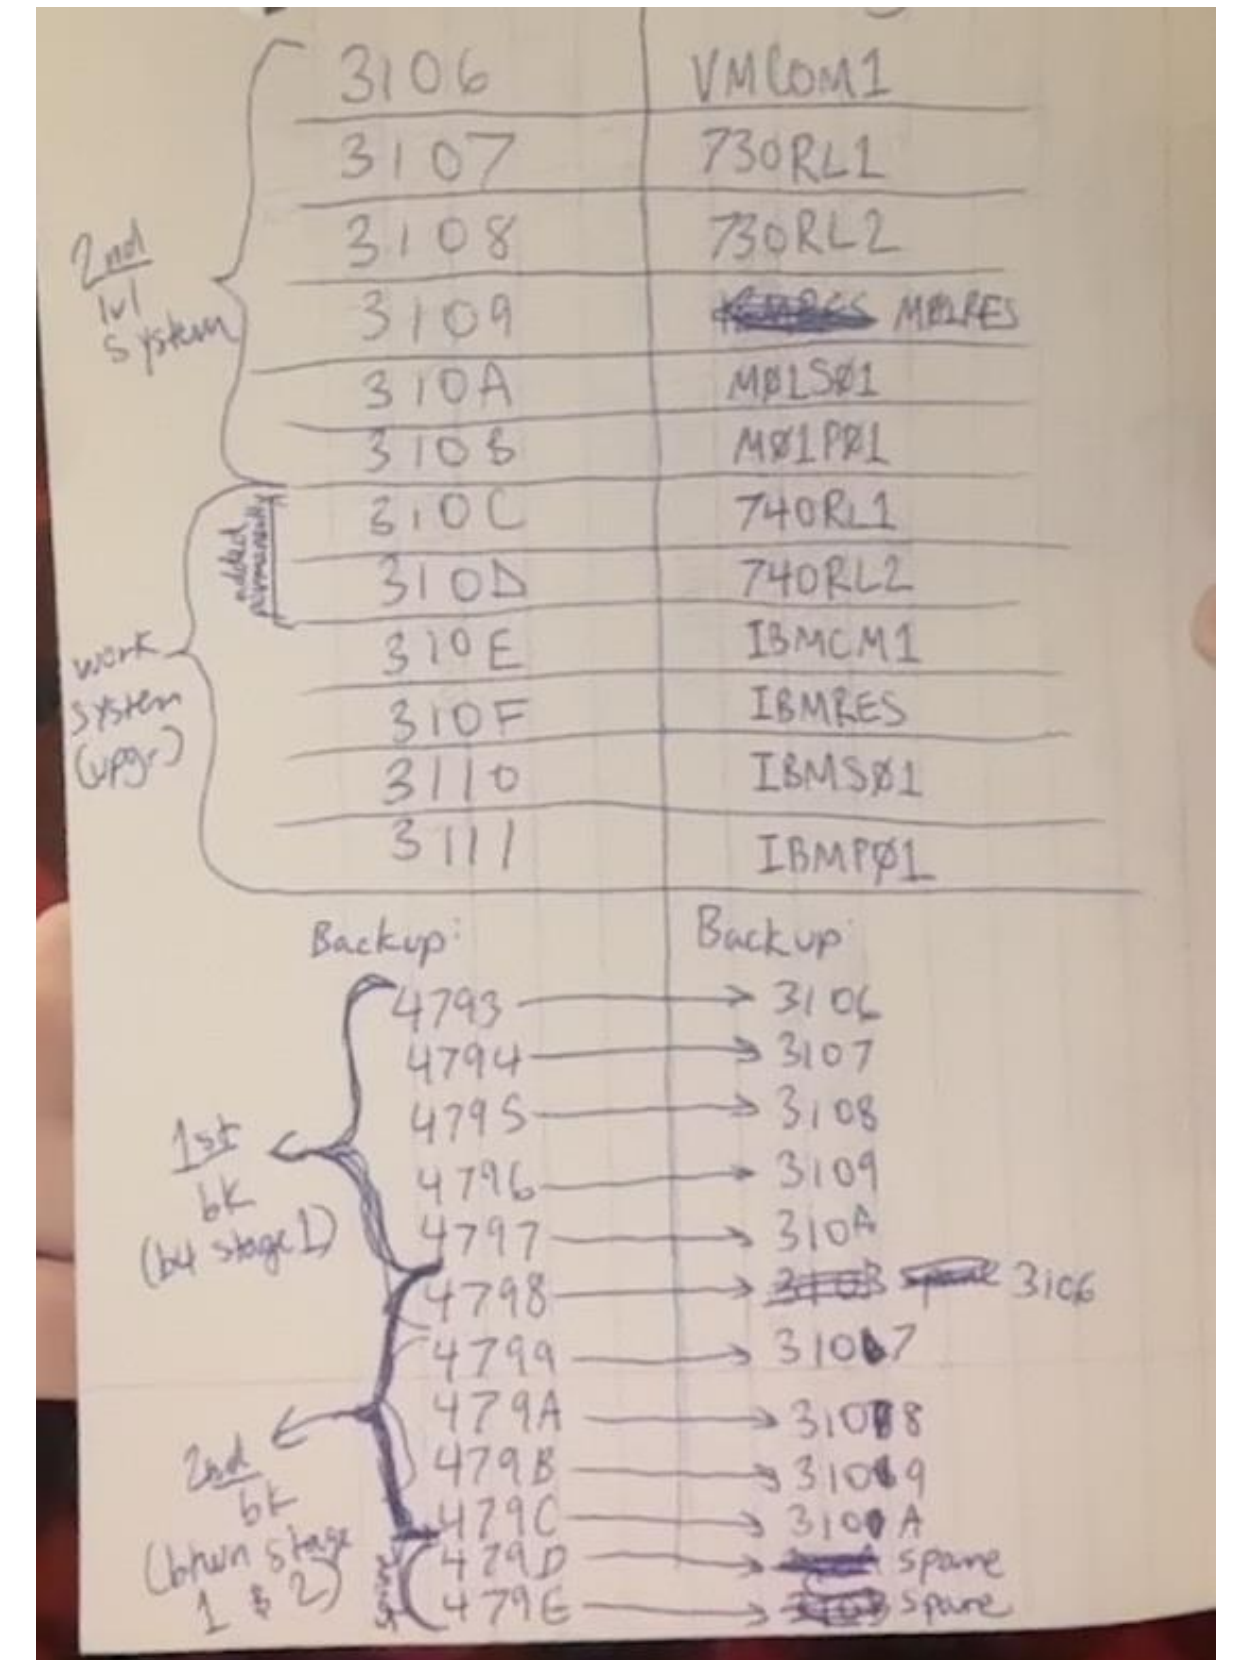 3106 VMCOM1
3107 730RL1
3108 730RL2
2nd
lvl
system
3109 MØ1RES
310A MØ1SØ1
310B MØ1PØ1
310C 740RL1
added
permanently
310D 740RL2
310E IBMCM1
work
system
(upgr)
310F IBMRES
3110 IBMSØ1
3111 IBMPØ1
Backup: Backup:
4793 → 3106
4794 → 3107
4795 → 3108
1st
bk
(b4 stage 1)
4796 → 3109
4797 → 310A
4798 → 3106
4799 → 3107
479A → 3108
2nd
bk
(btwn stage
1 & 2)
479B → 3109
479C → 310A
479D → spare
479E → spare